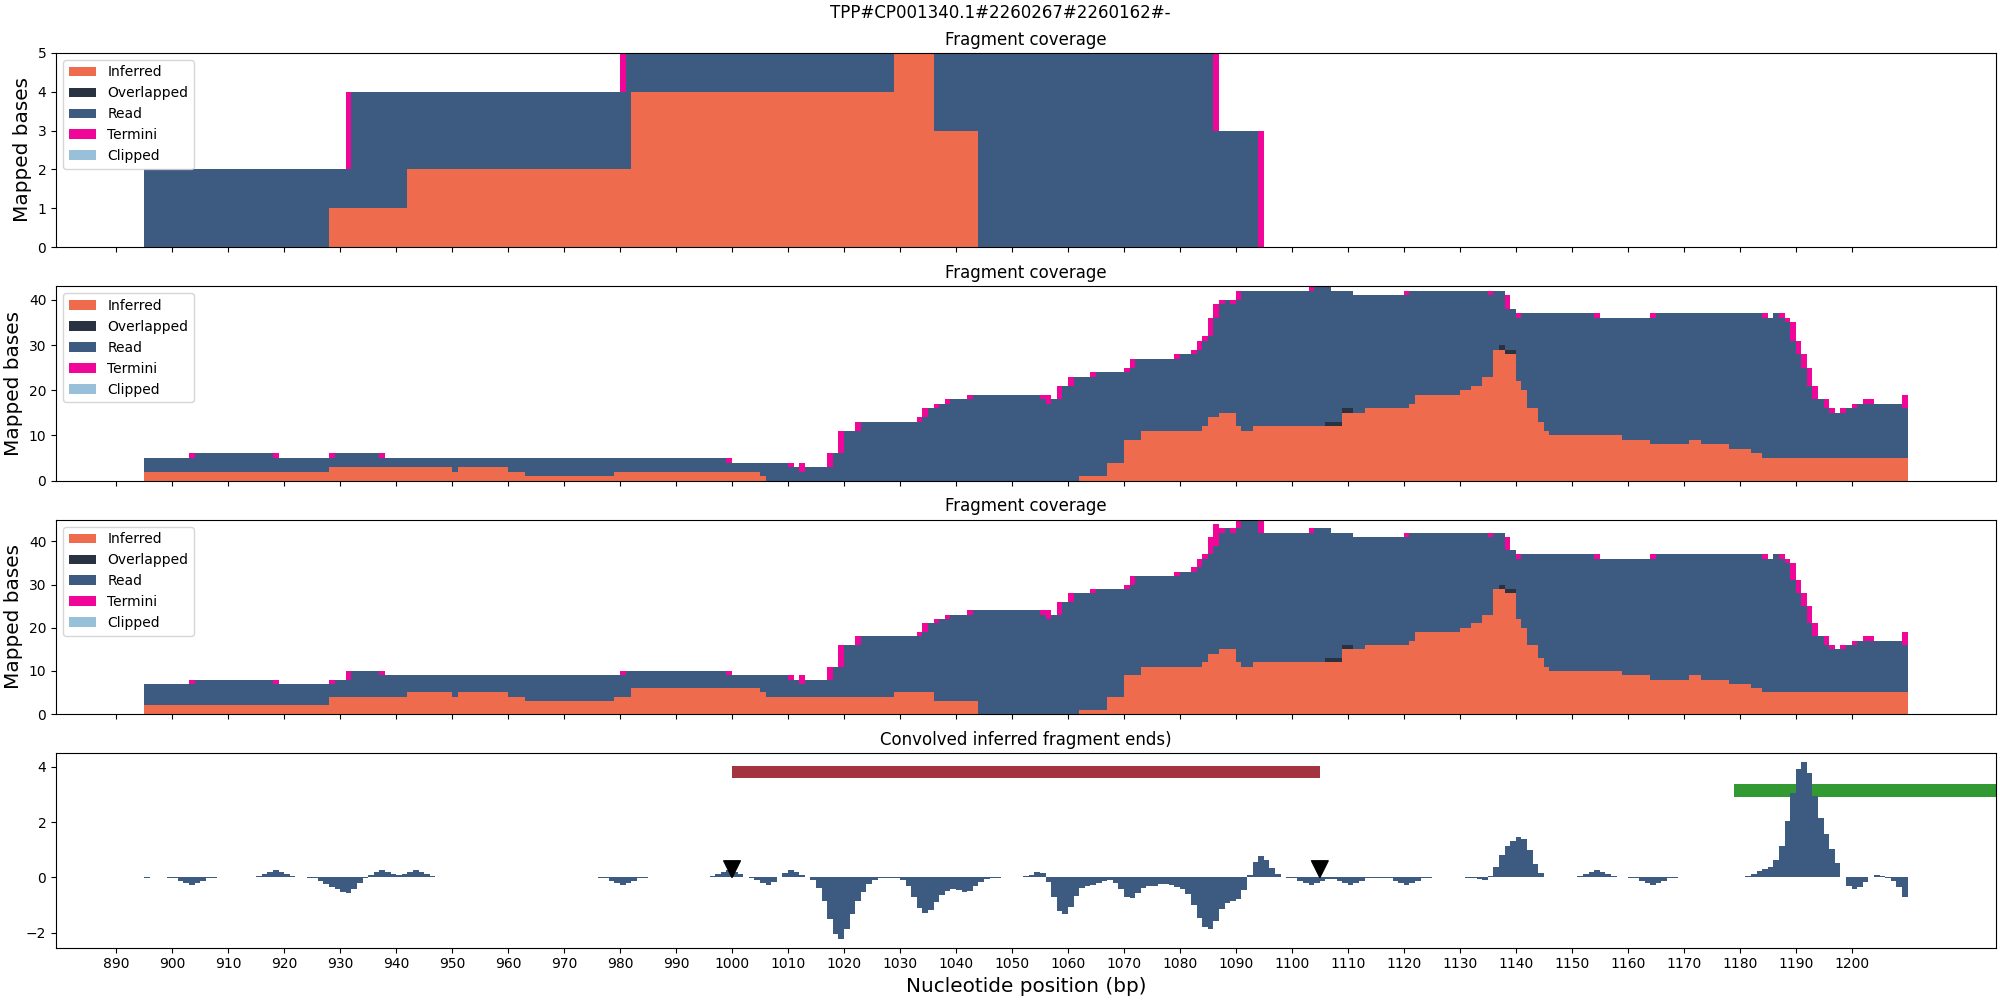 TPP#CP001340.1#2260267#2260162#-
Fragment coverage
Mapped bases
5
4
3
2
1
0
Inferred
Overlapped
Read
Termini
Clipped
Fragment coverage
Mapped bases
40
30
20
10
0
Inferred
Overlapped
Read
Termini
Clipped
Fragment coverage
Mapped bases
40
30
20
10
0
Inferred
Overlapped
Read
Termini
Clipped
Convolved inferred fragment ends)
4
2
0
−2
890 900 910 920 930 940 950 960 970 980 990 1000 1010 1020 1030 1040 1050 1060 1070 1080 1090 1100 1110 1120 1130 1140 1150 1160 1170 1180 1190 1200
Nucleotide position (bp)